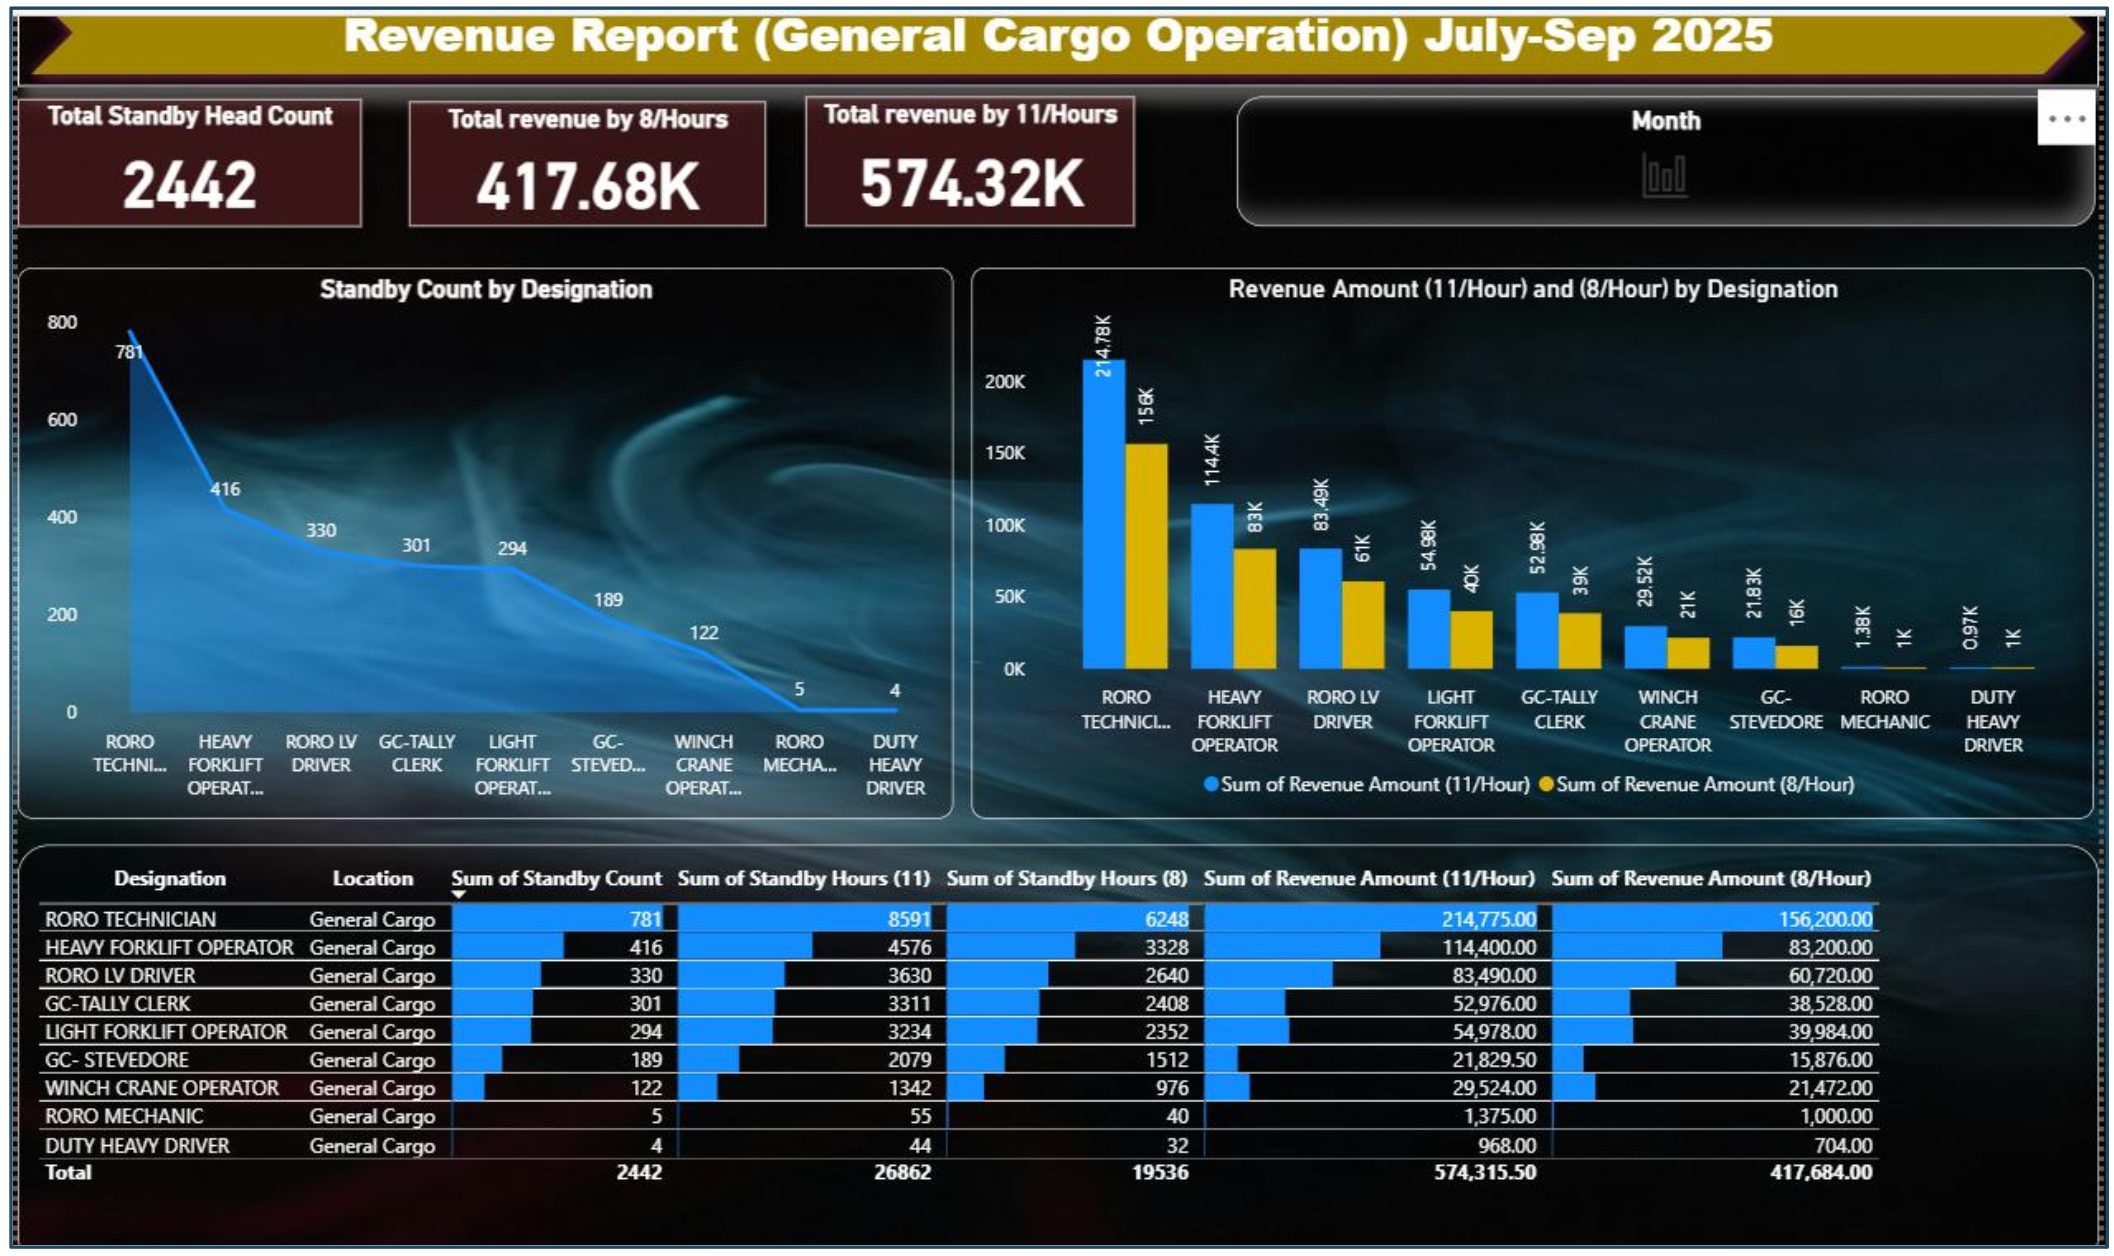 Revenue Report (General Cargo Operation) July-Sep 2025
Total Standby Head Count
2442
Total revenue by 8/Hours
417.68K
Total revenue by 11/Hours
574.32K
Month
Standby Count by Designation
800
600
400
200
0
781
416
330
301
294
189
122
5
4
RORO TECHNI...
HEAVY FORKLIFT OPERAT...
RORO LV DRIVER
GC-TALLY CLERK
LIGHT FORKLIFT OPERAT...
GC- STEVED...
WINCH CRANE OPERAT...
RORO MECHA...
DUTY HEAVY DRIVER
Revenue Amount (11/Hour) and (8/Hour) by Designation
200K
150K
100K
50K
0K
214.78K
156K
114.4K
83K
83.49K
61K
54.98K
40K
52.98K
39K
29.52K
21K
21.83K
16K
1.38K
1K
0.97K
1K
RORO TECHNICI...
HEAVY FORKLIFT OPERATOR
RORO LV DRIVER
LIGHT FORKLIFT OPERATOR
GC-TALLY CLERK
WINCH CRANE OPERATOR
GC- STEVEDORE
RORO MECHANIC
DUTY HEAVY DRIVER
Sum of Revenue Amount (11/Hour) Sum of Revenue Amount (8/Hour)
Designation Location Sum of Standby Count Sum of Standby Hours (11) Sum of Standby Hours (8) Sum of Revenue Amount (11/Hour) Sum of Revenue Amount (8/Hour)
RORO TECHNICIAN General Cargo 781 8591 6248 214,775.00 156,200.00
HEAVY FORKLIFT OPERATOR General Cargo 416 4576 3328 114,400.00 83,200.00
RORO LV DRIVER General Cargo 330 3630 2640 83,490.00 60,720.00
GC-TALLY CLERK General Cargo 301 3311 2408 52,976.00 38,528.00
LIGHT FORKLIFT OPERATOR General Cargo 294 3234 2352 54,978.00 39,984.00
GC- STEVEDORE General Cargo 189 2079 1512 21,829.50 15,876.00
WINCH CRANE OPERATOR General Cargo 122 1342 976 29,524.00 21,472.00
RORO MECHANIC General Cargo 5 55 40 1,375.00 1,000.00
DUTY HEAVY DRIVER General Cargo 4 44 32 968.00 704.00
Total 2442 26862 19536 574,315.50 417,684.00